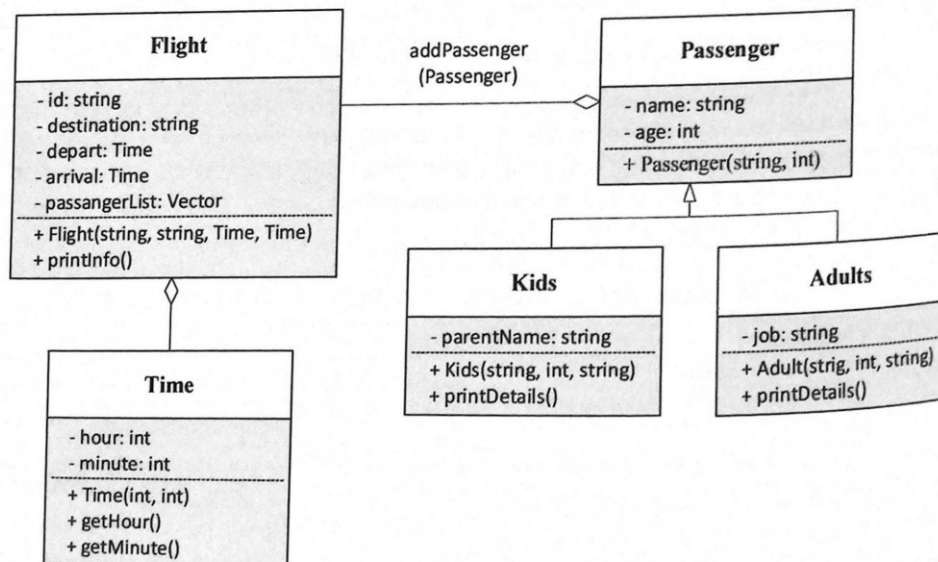 Flight
- id: string
- destination: string
- depart: Time
- arrival: Time
- passangerList: Vector
+ Flight(string, string, Time, Time)
+ printInfo()
addPassenger
(Passenger)
Passenger
- name: string
- age: int
+ Passenger(string, int)
Kids
- parentName: string
+ Kids(string, int, string)
+ printDetails()
Adults
- job: string
+ Adult(strig, int, string)
+ printDetails()
Time
- hour: int
- minute: int
+ Time(int, int)
+ getHour()
+ getMinute()